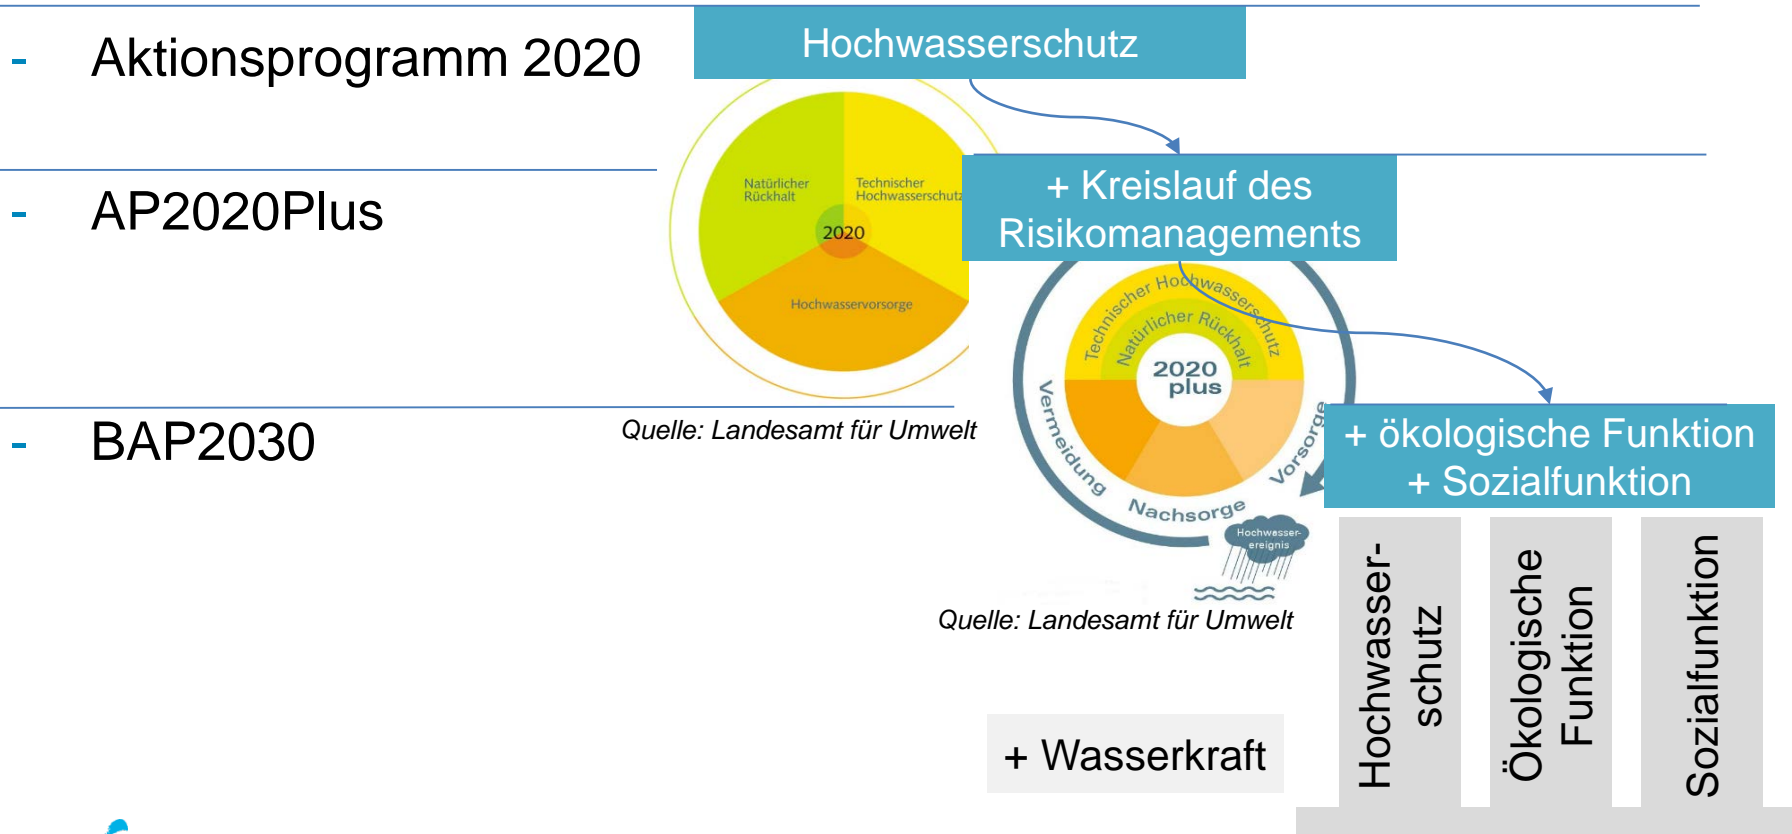 - Aktionsprogramm 2020
Hochwasserschutz
Natürlicher
Rückhalt
Technischer
Hochwasserschutz
2020
Hochwasservorsorge
- AP2020Plus
+ Kreislauf des
Risikomanagements
Technischer Hochwasserschutz
Natürlicher Rückhalt
2020
plus
Vermeidung
Nachsorge
Vorsorge
Hochwasser-
ereignis
Quelle: Landesamt für Umwelt
- BAP2030
+ ökologische Funktion
+ Sozialfunktion
Quelle: Landesamt für Umwelt
Hochwasser-
schutz
Ökologische
Funktion
Sozialfunktion
+ Wasserkraft